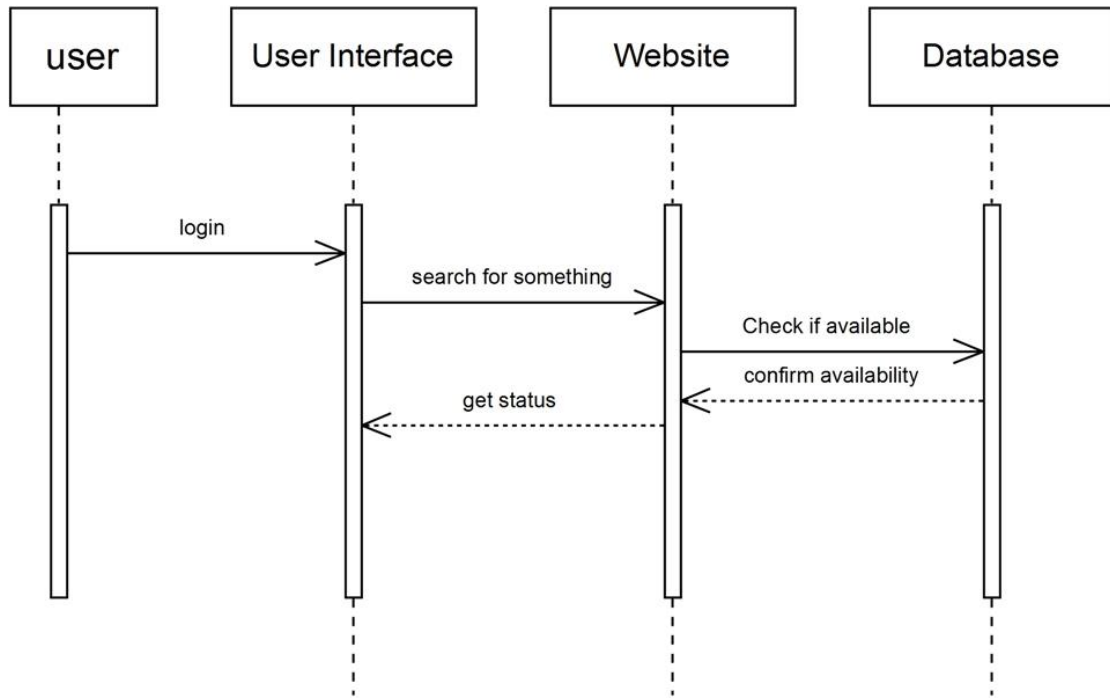 user
User Interface
Website
Database
login
search for something
Check if available
confirm availability
get status